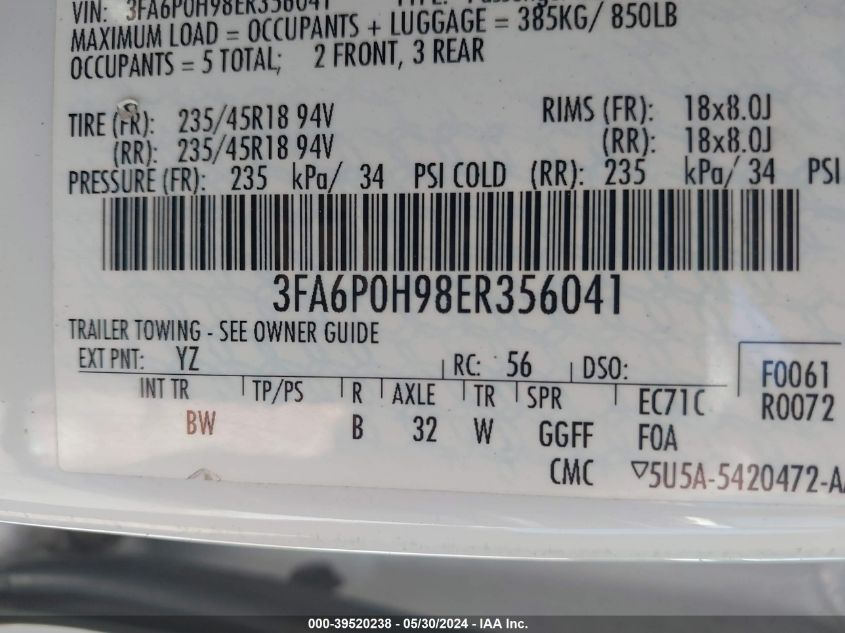 VIN: 3FA6P0H98ER356041 TYPE: Passenger
MAXIMUM LOAD = OCCUPANTS + LUGGAGE = 385KG/ 850LB
OCCUPANTS = 5 TOTAL; 2 FRONT, 3 REAR
TIRE (FR): 235/45R18 94V RIMS (FR): 18x8.0J
(RR): 235/45R18 94V (RR): 18x8.0J
PRESSURE (FR): 235 kPa/ 34 PSI COLD (RR): 235 kPa/ 34 PSI
3FA6P0H98ER356041
TRAILER TOWING - SEE OWNER GUIDE
EXT PNT: YZ RC: 56 DSO: F0061
INT TR TP/PS R AXLE TR SPR EC71C R0072
BW B 32 W GGFF F0A
CMC ▽5U5A-5420472-A
000-39520238 - 05/30/2024 - IAA Inc.